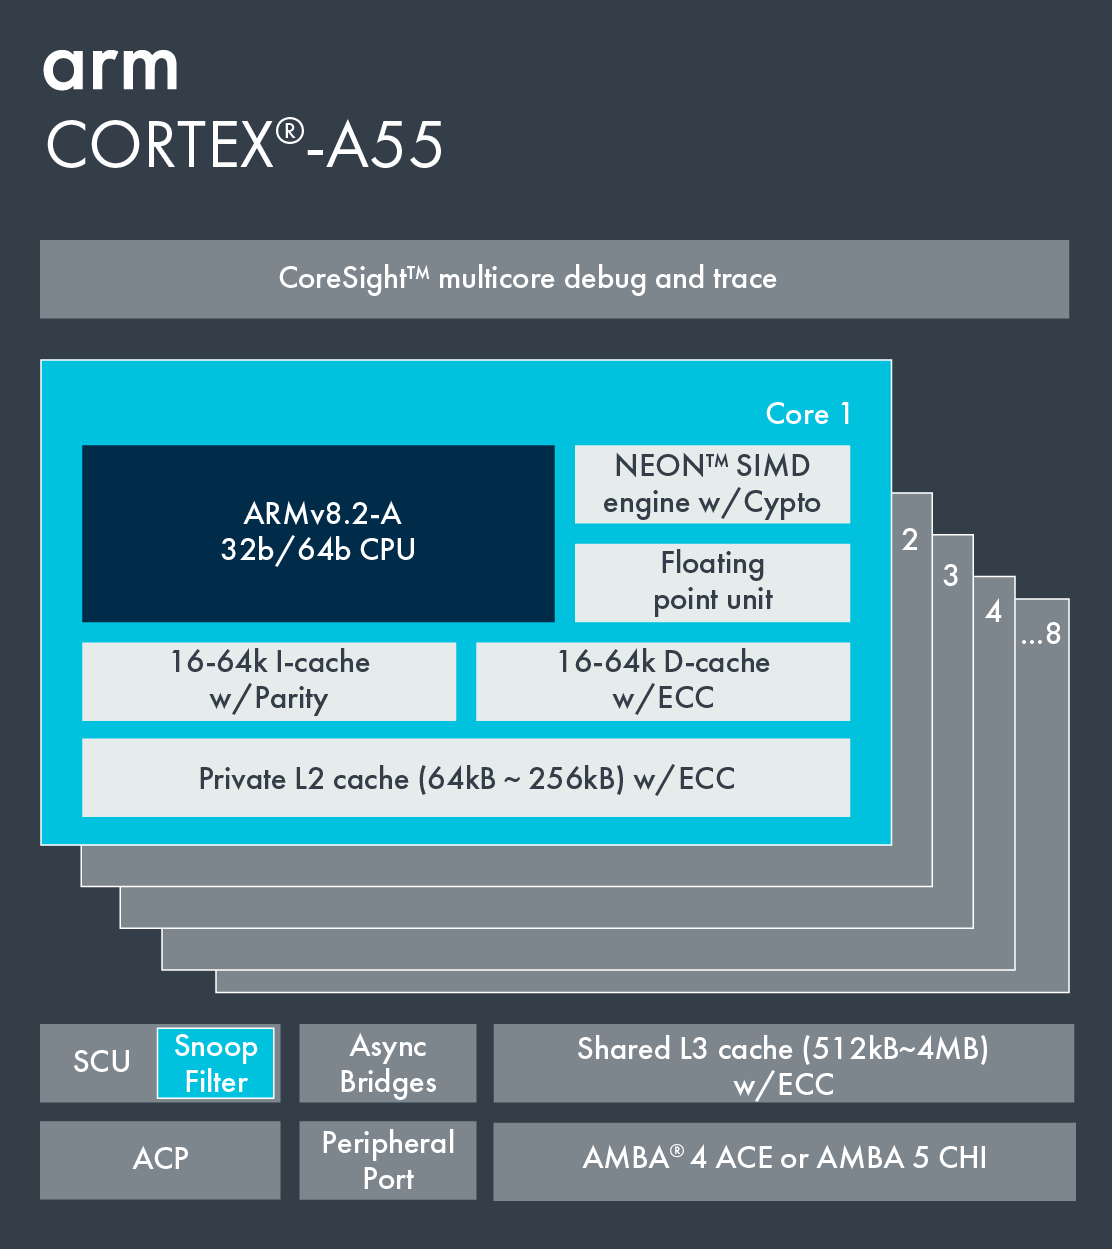 arm
CORTEX®-A55
CoreSight™ multicore debug and trace
Core 1
ARMv8.2-A
32b/64b CPU
NEON™ SIMD
engine w/Cypto
Floating
point unit
16-64k I-cache
w/Parity
16-64k D-cache
w/ECC
Private L2 cache (64kB ~ 256kB) w/ECC
2
3
4
...8
SCU
Snoop
Filter
Async
Bridges
Shared L3 cache (512kB~4MB)
w/ECC
ACP
Peripheral
Port
AMBA® 4 ACE or AMBA 5 CHI